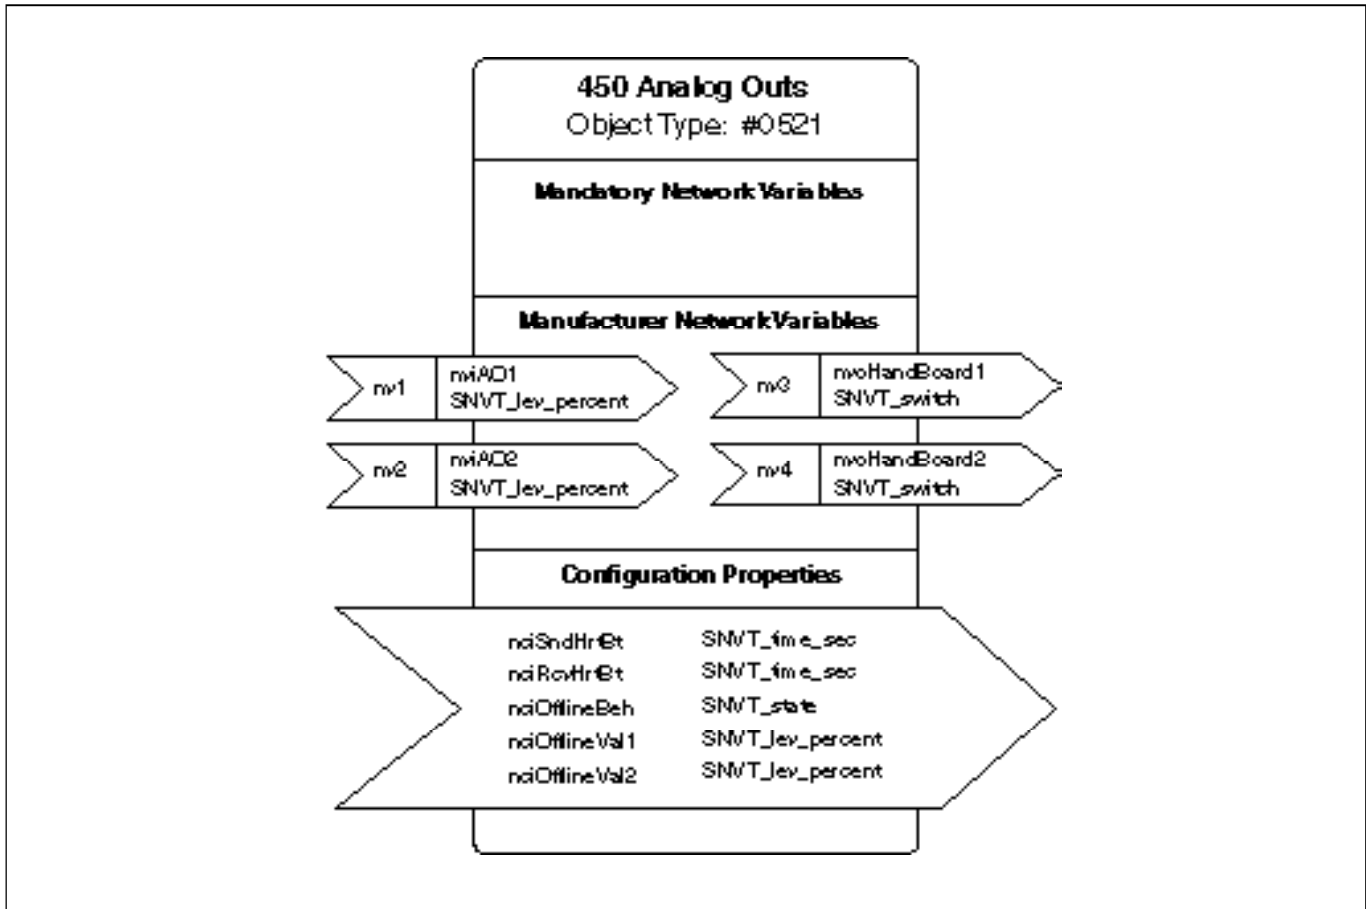 450 Analog Outs
Object Type: #0521
Mandatory Network Variables
Manufacturer Network Variables
nv1
nviAO1
SNVT_lev_percent
nv3
nvoHandBoard1
SNVT_switch
nv2
nviAO2
SNVT_lev_percent
nv4
nvoHandBoard2
SNVT_switch
Configuration Properties
nciSndHrtBt SNVT_time_sec
nciRcvHrtBt SNVT_time_sec
nciOfflineBeh SNVT_state
nciOfflineVal1 SNVT_lev_percent
nciOfflineVal2 SNVT_lev_percent